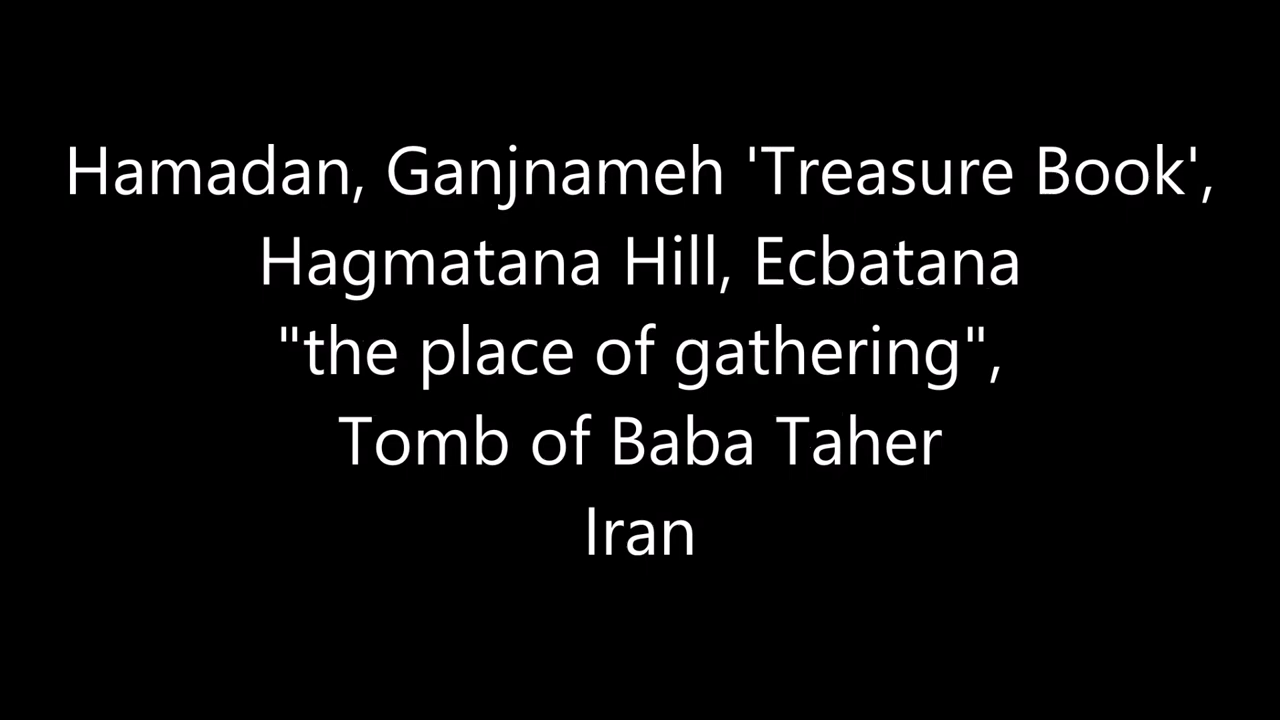 Hamadan, Ganjnameh 'Treasure Book',
Hagmatana Hill, Ecbatana
"the place of gathering",
Tomb of Baba Taher
Iran